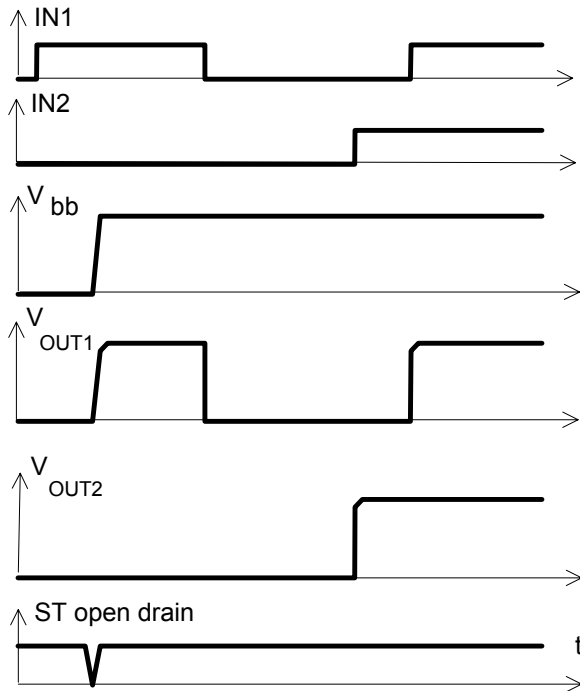 IN1
IN2
V bb
V OUT1
V OUT2
ST open drain
t